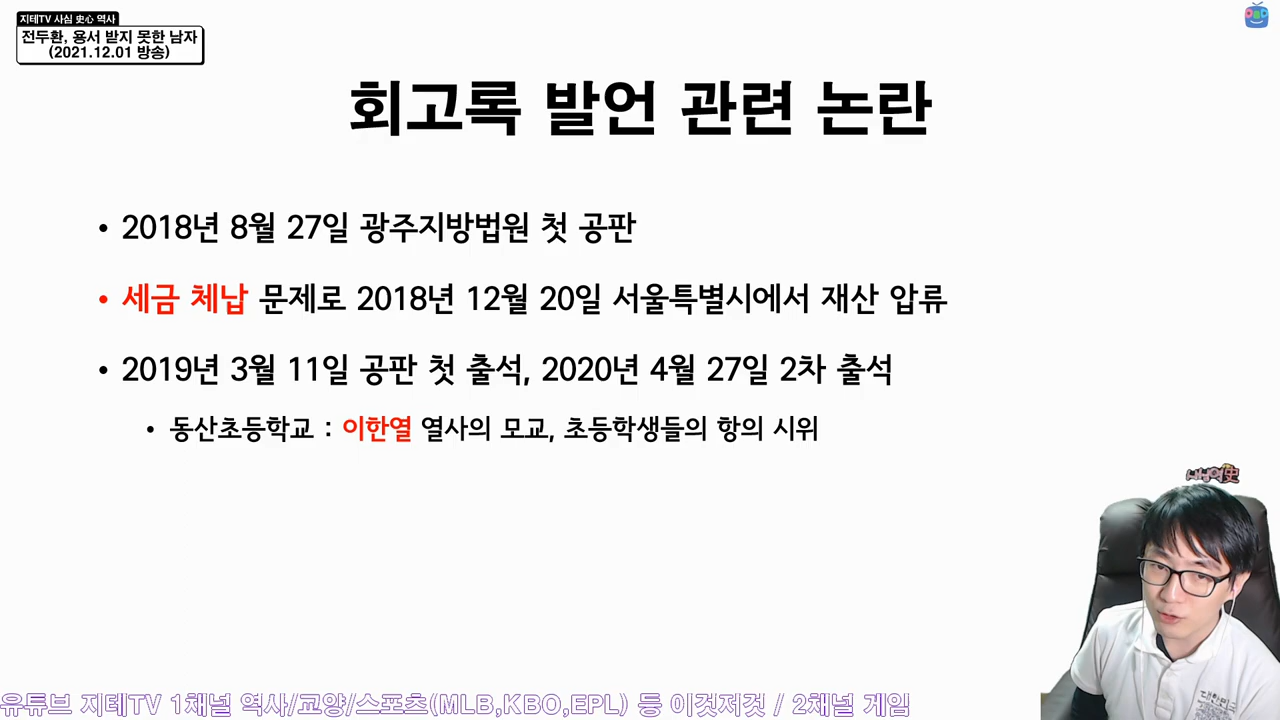 지테TV 사심 史心 역사
전두환, 용서 받지 못한 남자
(2021.12.01 방송)
회고록 발언 관련 논란
• 2018년 8월 27일 광주지방법원 첫 공판
• 세금 체납 문제로 2018년 12월 20일 서울특별시에서 재산 압류
• 2019년 3월 11일 공판 첫 출석, 2020년 4월 27일 2차 출석
• 동산초등학교 : 이한열 열사의 모교, 초등학생들의 항의 시위
유튜브 지테TV 1채널 역사/교양/스포츠(MLB,KBO,EPL) 등 이것저것 / 2채널 게임